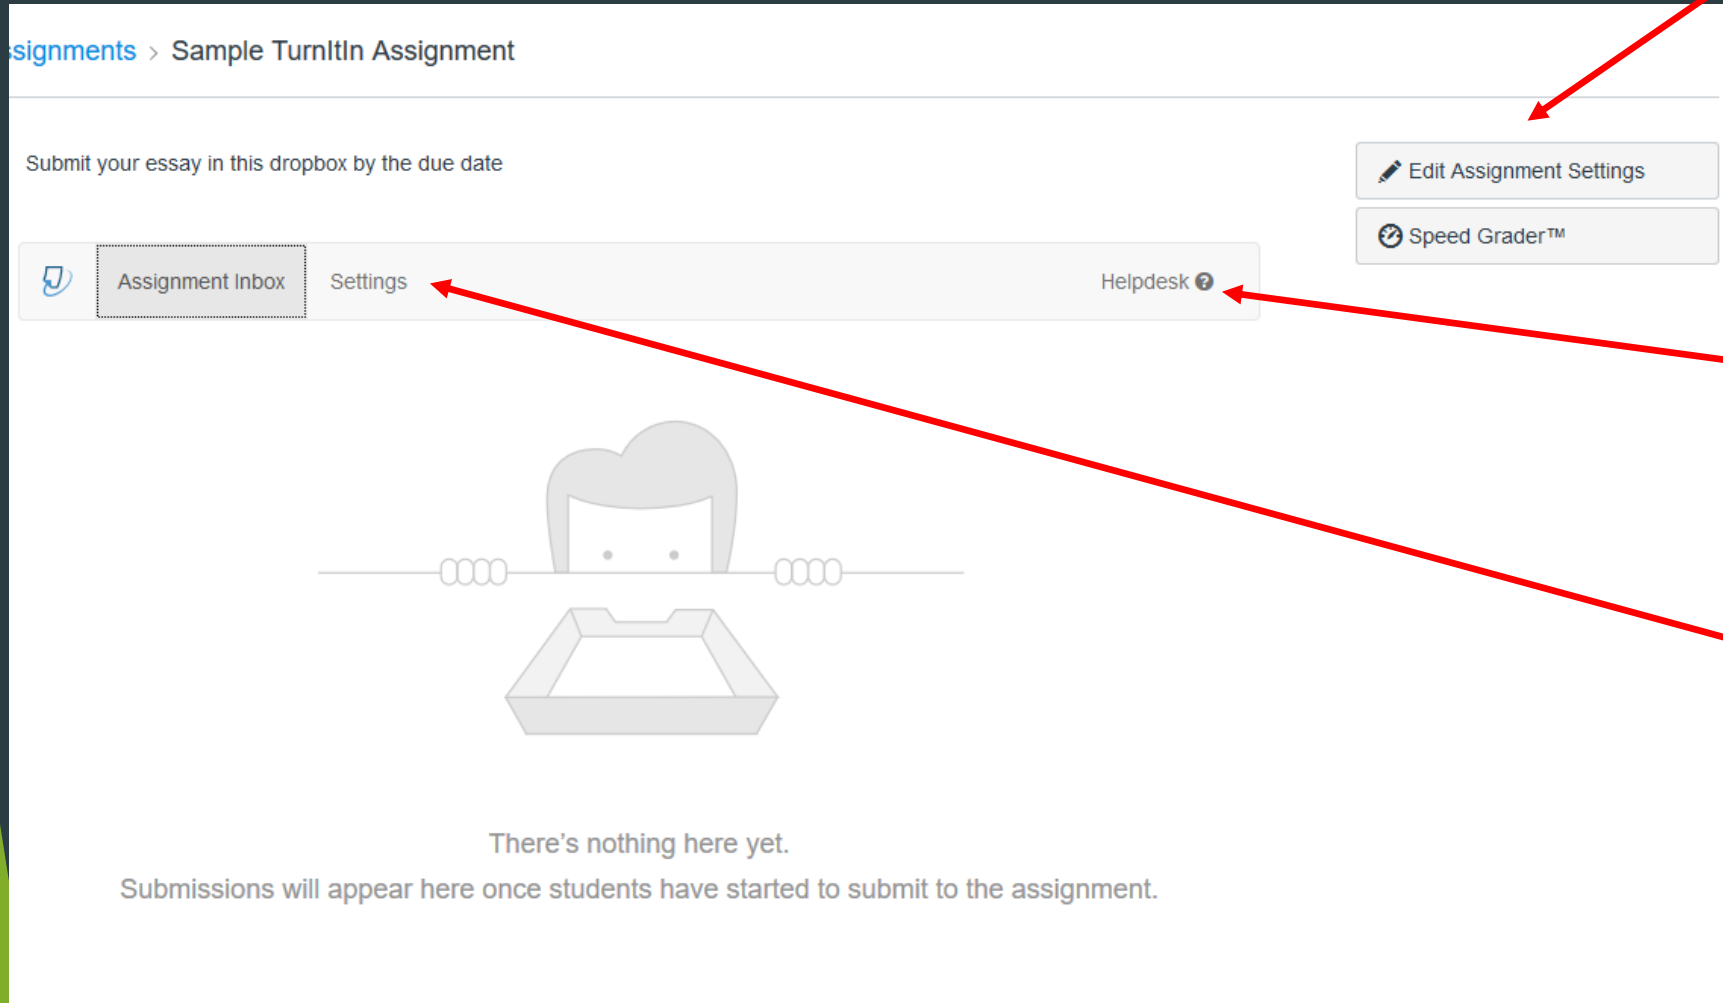 ssignments > Sample TurnItIn Assignment
Submit your essay in this dropbox by the due date
Edit Assignment Settings
Speed Grader™
Assignment Inbox Settings Helpdesk
There's nothing here yet.
Submissions will appear here once students have started to submit to the assignment.